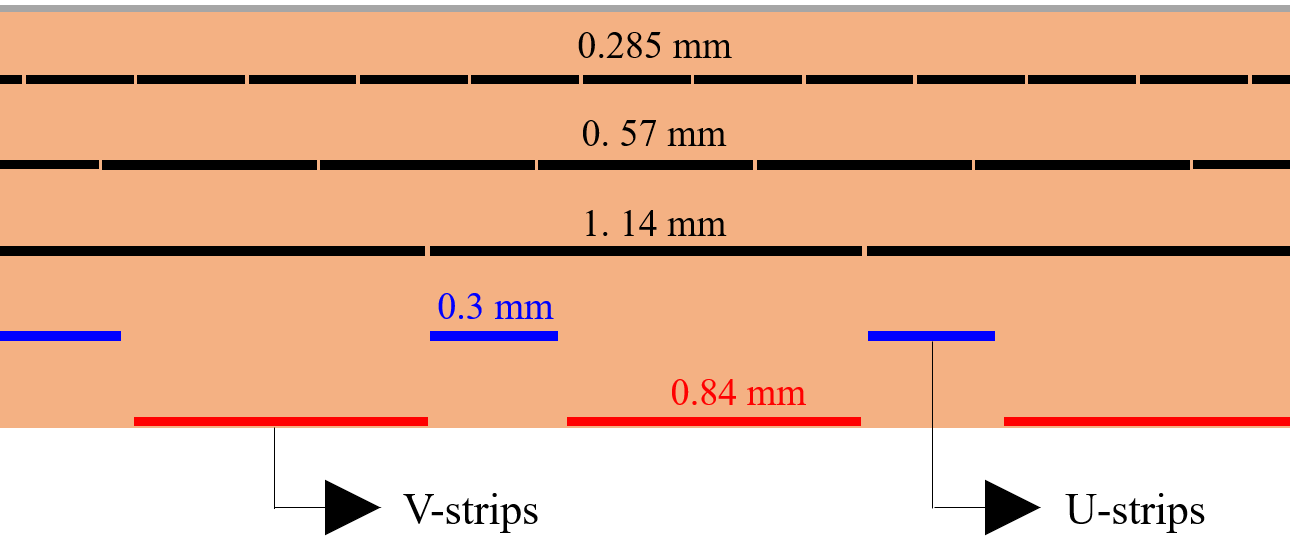 0.285 mm
0. 57 mm
1. 14 mm
0.3 mm
0.84 mm
V-strips
U-strips